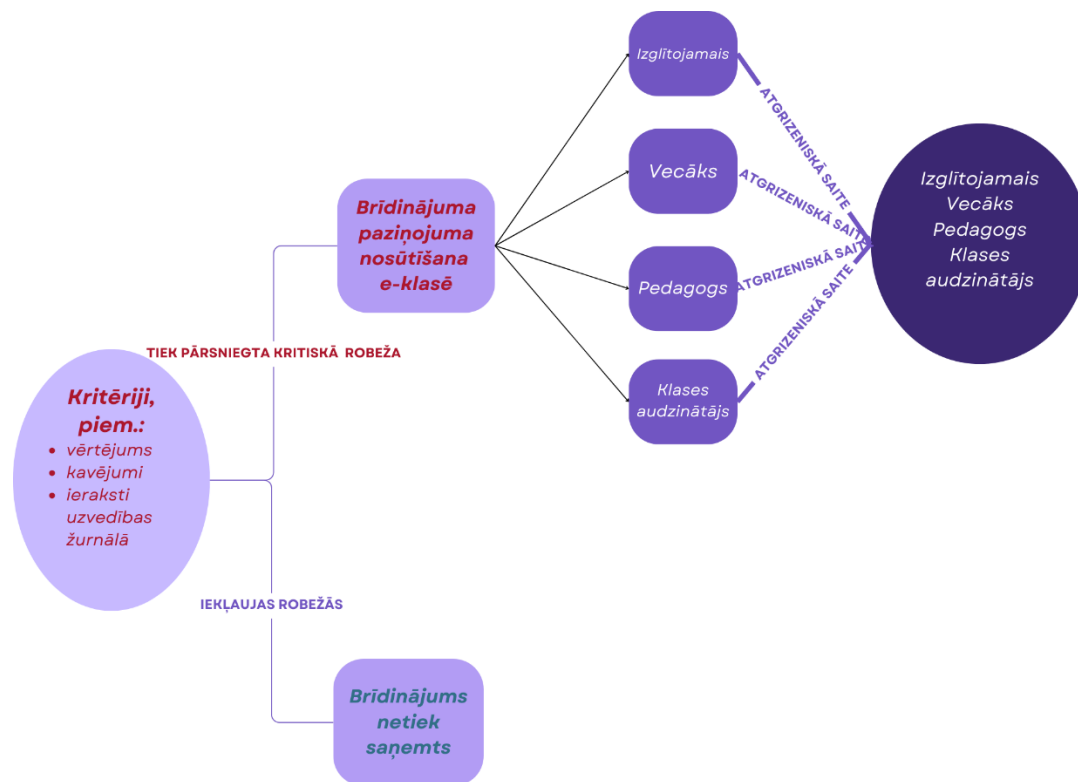 Izglītojamais
ATGRIZENISKĀ SAITE
Vecāks
ATGRIZENISKĀ SAITE
Izglītojamais
Vecāks
Pedagogs
Klases
audzinātājs
Brīdinājuma
paziņojuma
nosūtīšana
e-klasē
Pedagogs
ATGRIZENISKĀ SAITE
Klases
audzinātājs
ATGRIZENISKĀ SAITE
TIEK PĀRSNIEGTA KRITISKĀ ROBEŽA
Kritēriji,
piem.:
• vērtējums
• kavējumi
• ieraksti
uzvedības
žurnālā
IEKĻAUJAS ROBEŽĀS
Brīdinājums
netiek
saņemts